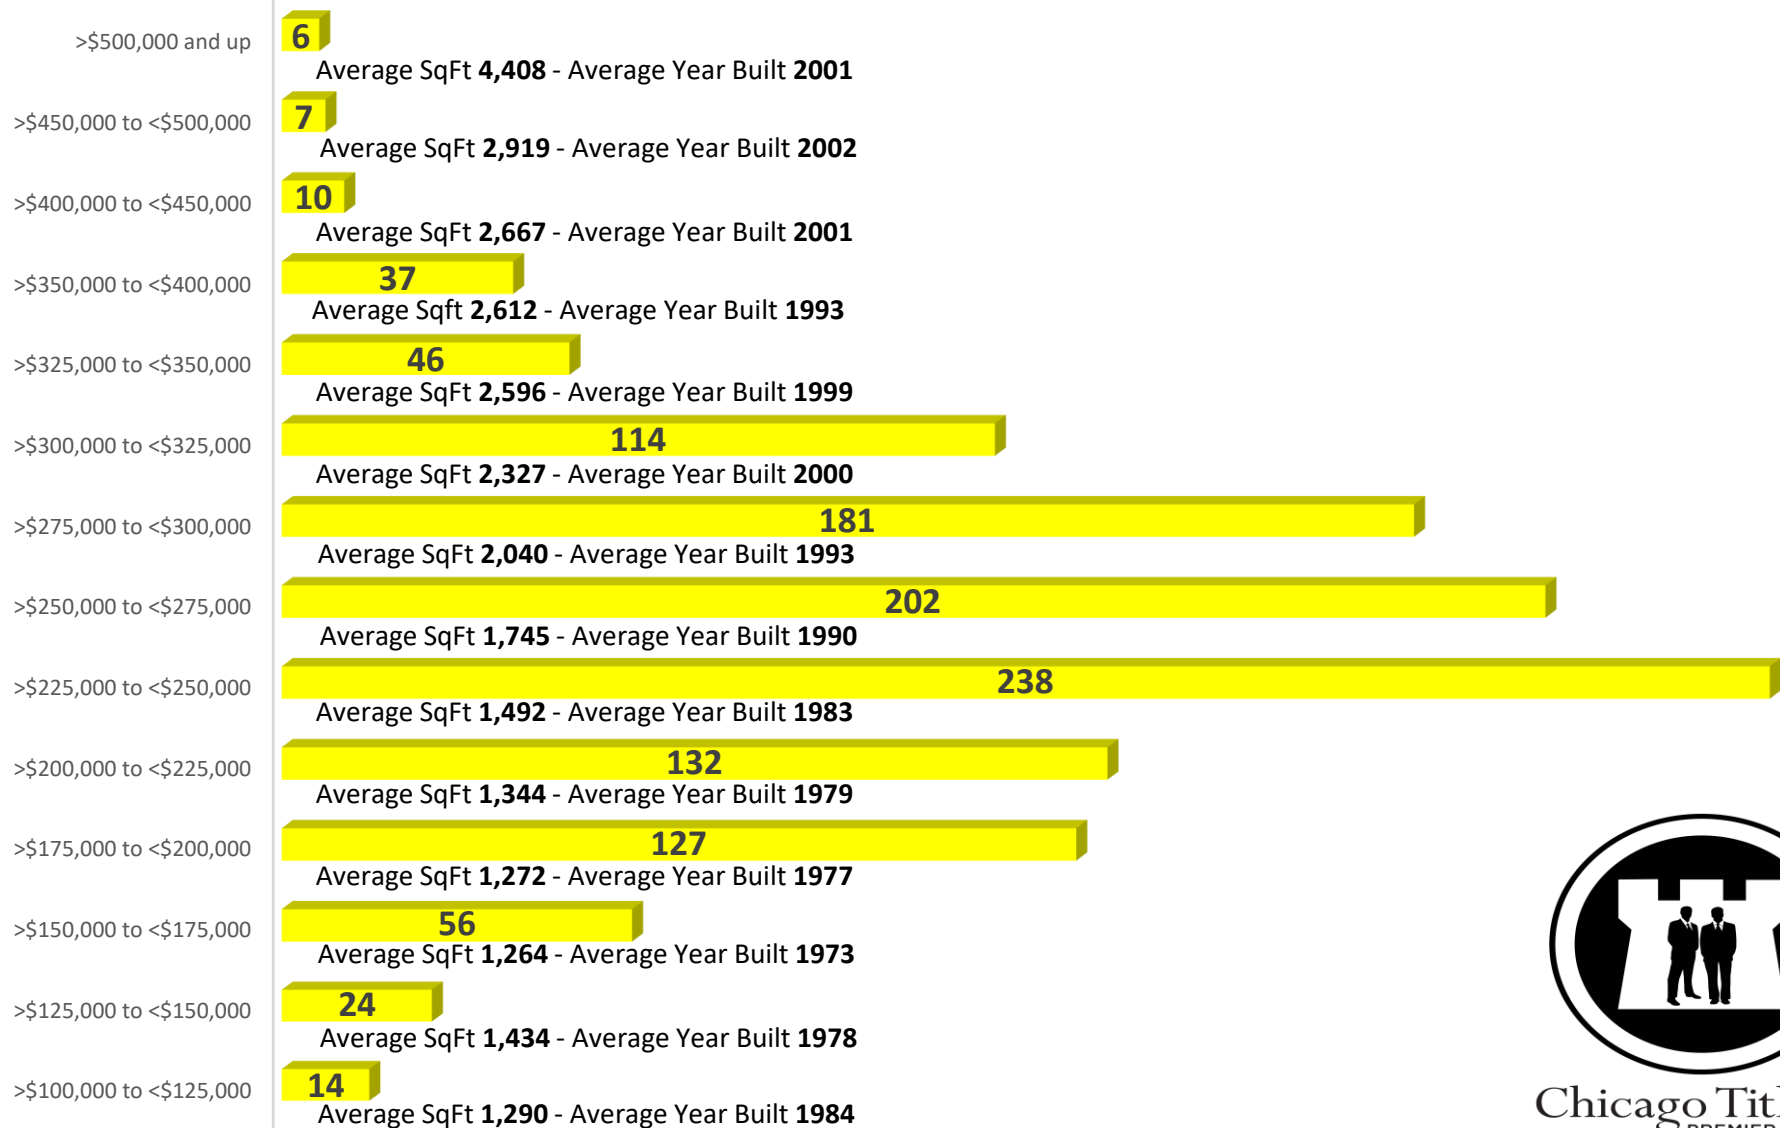 >$500,000 and up
6
Average SqFt 4,408 - Average Year Built 2001
>$450,000 to <$500,000
7
Average SqFt 2,919 - Average Year Built 2002
>$400,000 to <$450,000
10
Average SqFt 2,667 - Average Year Built 2001
>$350,000 to <$400,000
37
Average Sqft 2,612 - Average Year Built 1993
>$325,000 to <$350,000
46
Average SqFt 2,596 - Average Year Built 1999
>$300,000 to <$325,000
114
Average SqFt 2,327 - Average Year Built 2000
>$275,000 to <$300,000
181
Average SqFt 2,040 - Average Year Built 1993
>$250,000 to <$275,000
202
Average SqFt 1,745 - Average Year Built 1990
>$225,000 to <$250,000
238
Average SqFt 1,492 - Average Year Built 1983
>$200,000 to <$225,000
132
Average SqFt 1,344 - Average Year Built 1979
>$175,000 to <$200,000
127
Average SqFt 1,272 - Average Year Built 1977
>$150,000 to <$175,000
56
Average SqFt 1,264 - Average Year Built 1973
>$125,000 to <$150,000
24
Average SqFt 1,434 - Average Year Built 1978
>$100,000 to <$125,000
14
Average SqFt 1,290 - Average Year Built 1984
Chicago